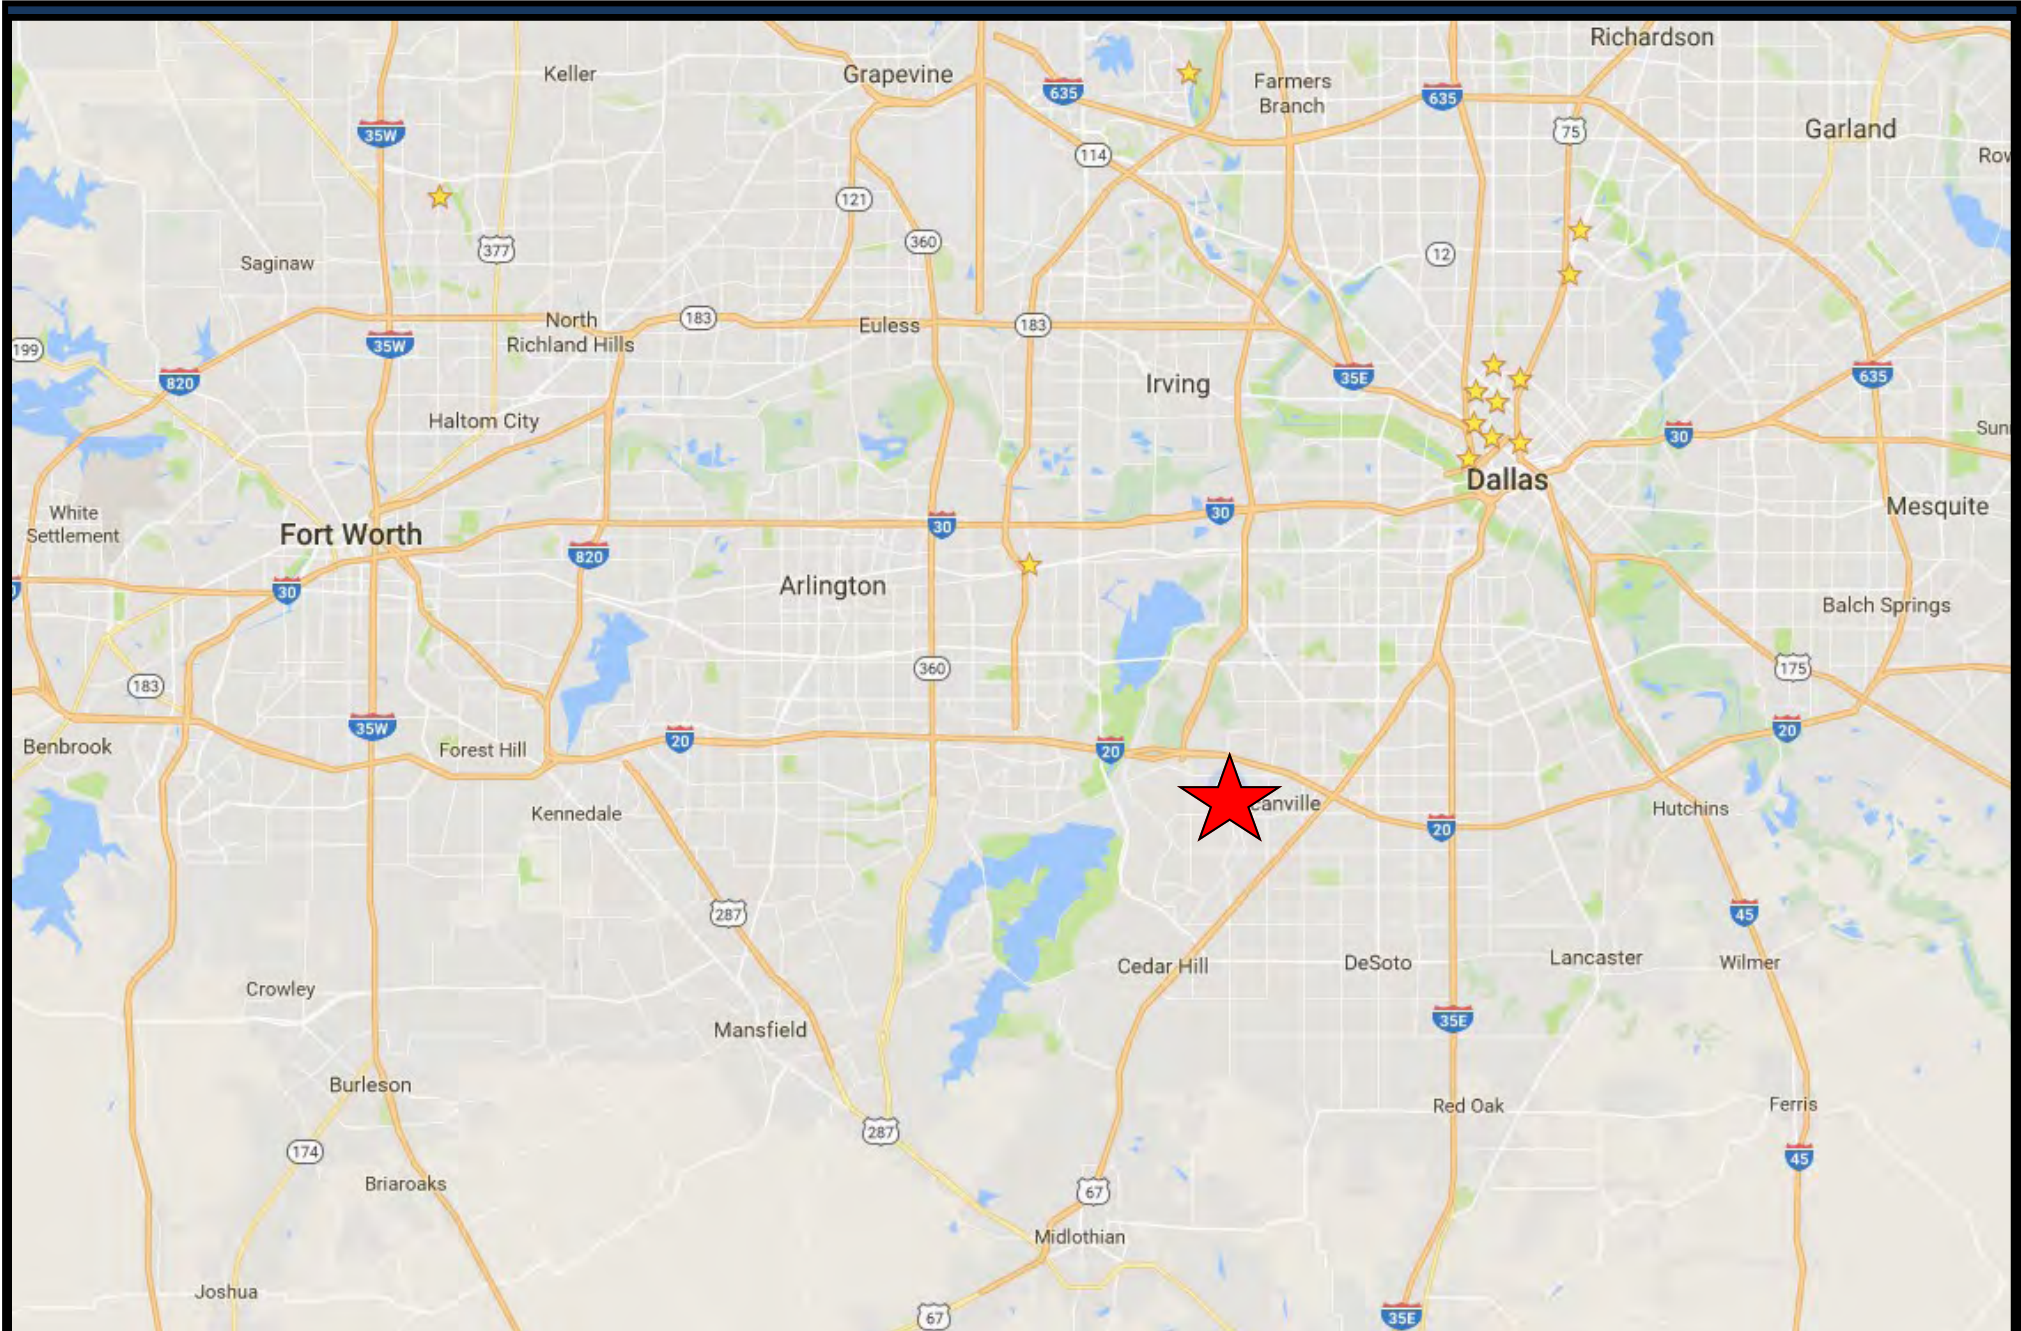 Richardson
Keller
Grapevine
Farmers
Branch
635
635
35W
75
Garland
114
Row
121
377
360
12
Saginaw
North
Richland Hills
183
Euless
183
199
35W
820
Irving
35E
635
Haltom City
30
Sun
Dallas
White
Settlement
Fort Worth
30
30
Mesquite
820
Arlington
30
Balch Springs
183
360
175
35W
Benbrook
Forest Hill
20
20
20
Kennedale
canville
20
Hutchins
287
45
Cedar Hill
DeSoto
Lancaster
Wilmer
Crowley
Mansfield
35E
Burleson
Red Oak
Ferris
287
174
45
Briaroaks
67
Midlothian
Joshua
67
35E